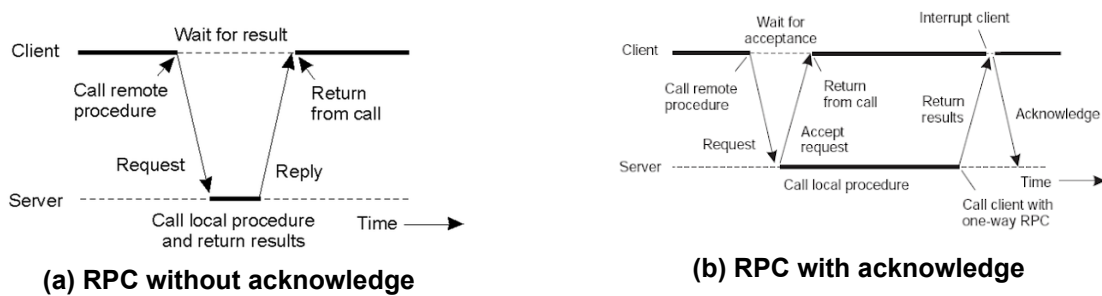 Client
Wait for result
Call remote
procedure
Return
from call
Request
Reply
Server
Call local procedure
and return results
Time
(a) RPC without acknowledge
Wait for
acceptance
Interrupt client
Client
Call remote
procedure
Return
from call
Return
results
Acknowledge
Request
Accept
request
Server
Call local procedure
Time
Call client with
one-way RPC
(b) RPC with acknowledge